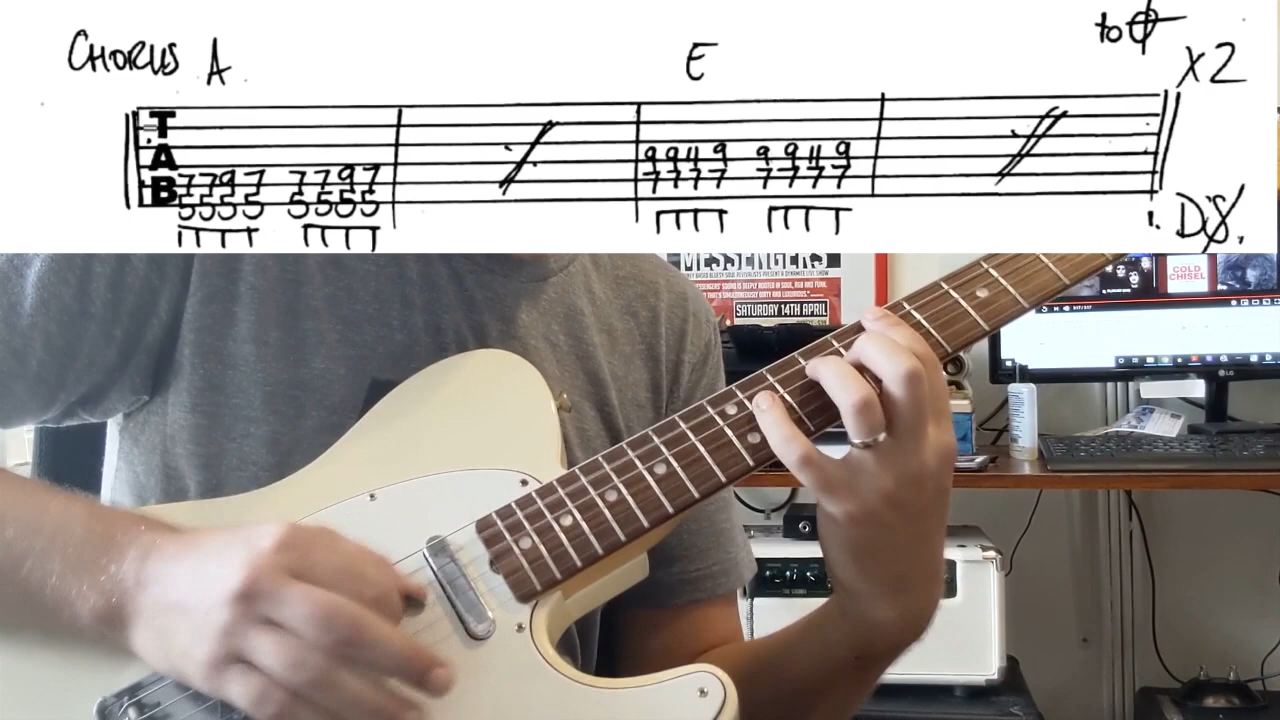 to
CHORUS A E X2
T
A
B
9 9 11 9 9 9 11 9
7 7 9 7 7 7 9 7 7 7 7 7 7 7 7 7
5 5 5 5 5 5 5 5
D.S.
MESSENGERS
SATURDAY 14TH APRIL
COLD
CHISEL
LG